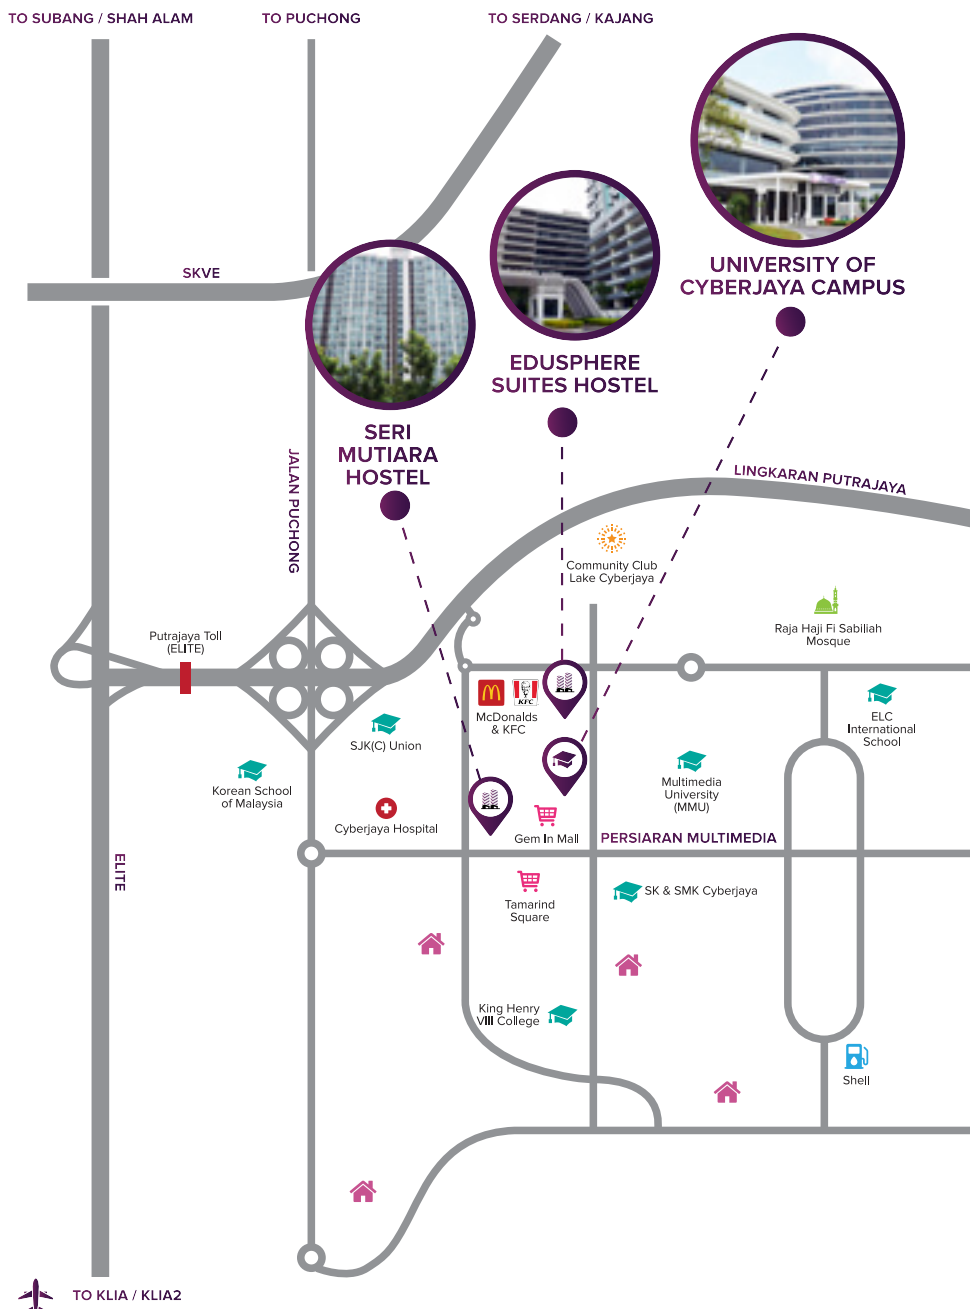 TO SUBANG / SHAH ALAM
TO PUCHONG
TO SERDANG / KAJANG
UNIVERSITY OF
CYBERJAYA CAMPUS
SKVE
EDUSPHERE
SUITES HOSTEL
SERI
MUTIARA
HOSTEL
JALAN PUCHONG
LINGKARAN PUTRAJAYA
Community Club
Lake Cyberjaya
Raja Haji Fi Sabiliah
Mosque
Putrajaya Toll
(ELITE)
KFC
McDonalds
& KFC
ELC
International
School
SJK(C) Union
Korean School
of Malaysia
Multimedia
University
(MMU)
Cyberjaya Hospital
Gem In Mall
PERSIARAN MULTIMEDIA
ELITE
Tamarind
Square
SK & SMK Cyberjaya
King Henry
VIII College
Shell
TO KLIA / KLIA2